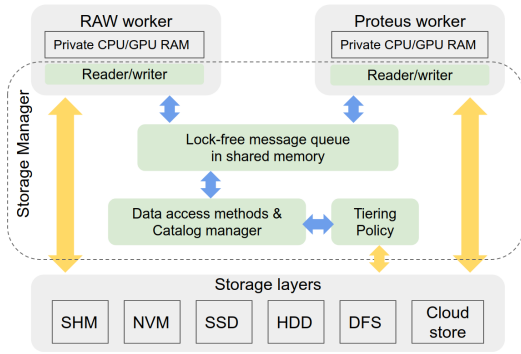 RAW worker
Proteus worker
Private CPU/GPU RAM
Private CPU/GPU RAM
Reader/writer
Reader/writer
Storage Manager
Lock-free message queue
in shared memory
Data access methods &
Catalog manager
Tiering
Policy
Storage layers
SHM
NVM
SSD
HDD
DFS
Cloud
store